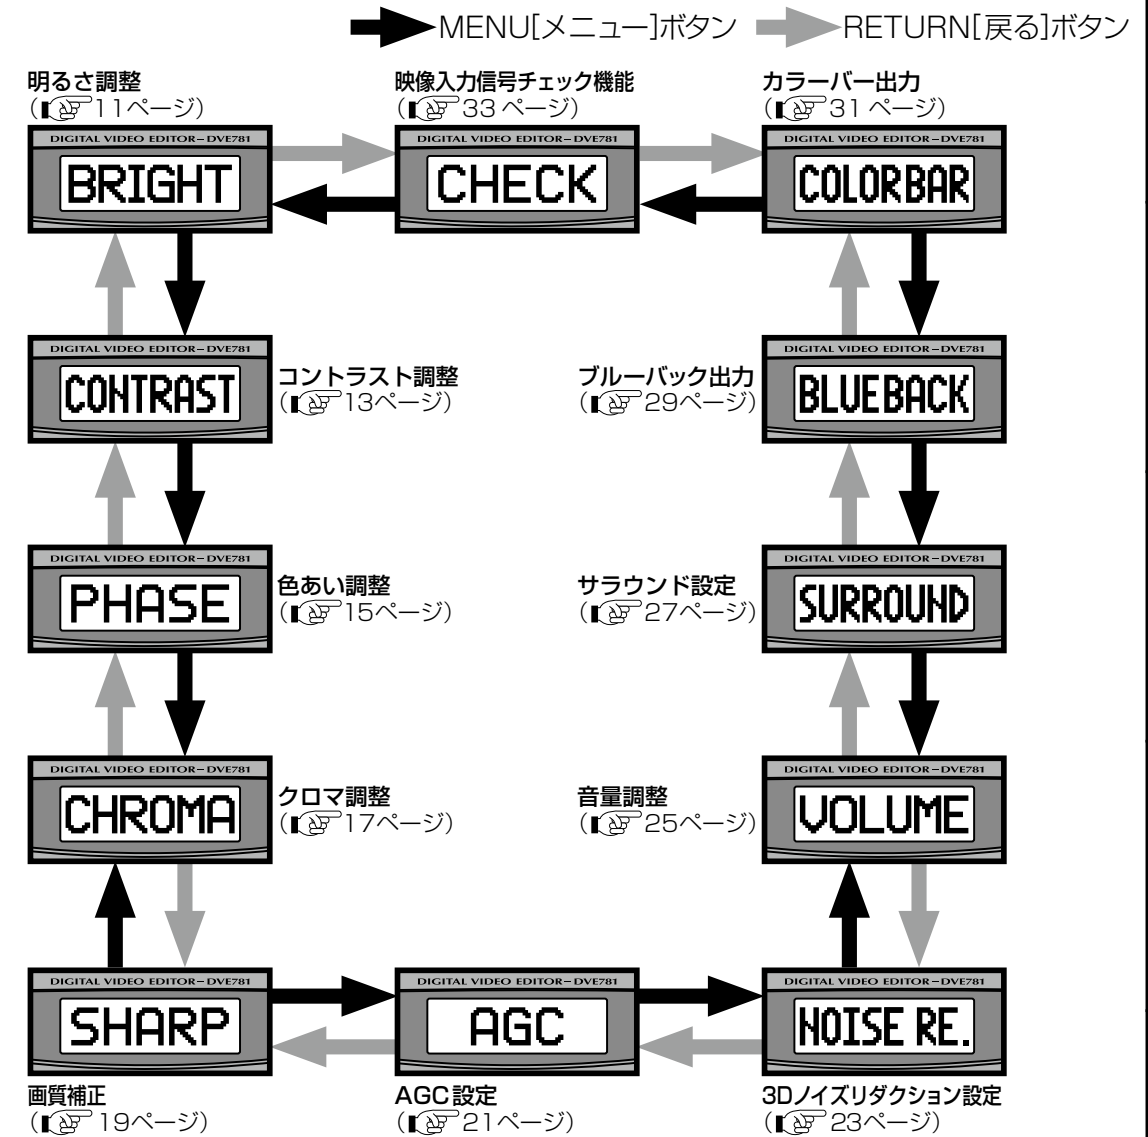 MENU[メニュー]ボタン RETURN[戻る]ボタン
明るさ調整
(11ページ)
DIGITAL VIDEO EDITOR–DVE781
BRIGHT
映像入力信号チェック機能
(33ページ)
DIGITAL VIDEO EDITOR–DVE781
CHECK
カラーバー出力
(31ページ)
DIGITAL VIDEO EDITOR–DVE781
COLORBAR
DIGITAL VIDEO EDITOR–DVE781
CONTRAST
コントラスト調整
(13ページ)
ブルーバック出力
(29ページ)
DIGITAL VIDEO EDITOR–DVE781
BLUEBACK
DIGITAL VIDEO EDITOR–DVE781
PHASE
色あい調整
(15ページ)
サラウンド設定
(27ページ)
DIGITAL VIDEO EDITOR–DVE781
SURROUND
DIGITAL VIDEO EDITOR–DVE781
CHROMA
クロマ調整
(17ページ)
音量調整
(25ページ)
DIGITAL VIDEO EDITOR–DVE781
VOLUME
DIGITAL VIDEO EDITOR–DVE781
SHARP
画質補正
(19ページ)
DIGITAL VIDEO EDITOR–DVE781
AGC
AGC設定
(21ページ)
DIGITAL VIDEO EDITOR–DVE781
NOISE RE.
3Dノイズリダクション設定
(23ページ)